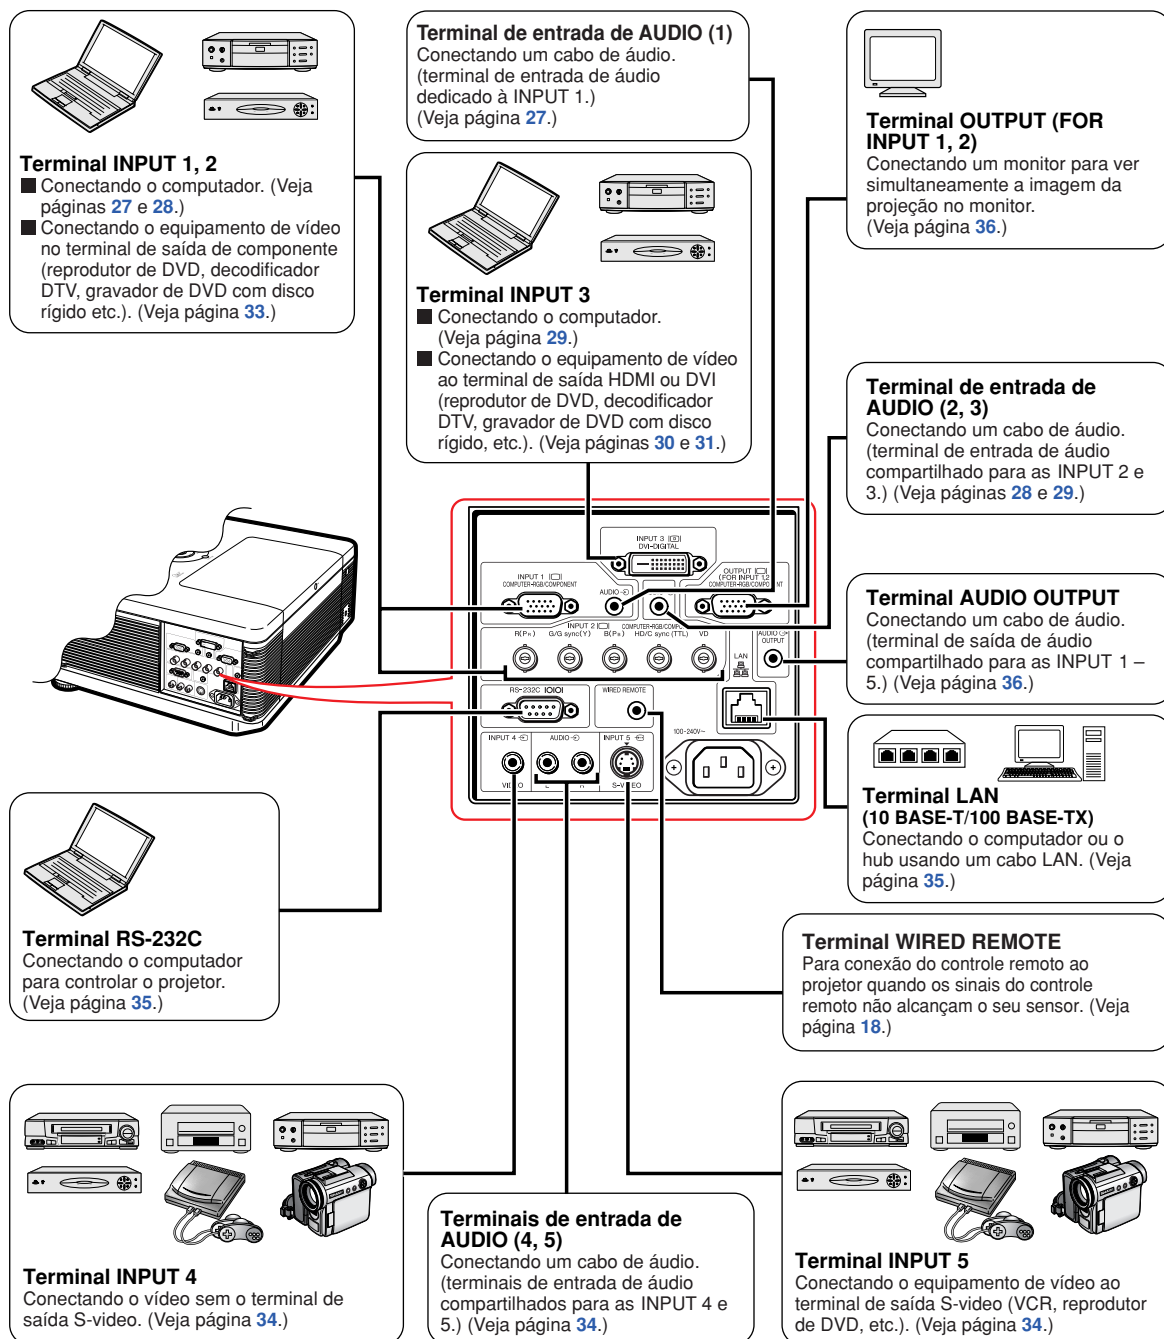 Terminal INPUT 1, 2
■ Conectando o computador. (Veja
páginas 27 e 28.)
■ Conectando o equipamento de vídeo
no terminal de saída de componente
(reprodutor de DVD, decodificador
DTV, gravador de DVD com disco
rígido etc.). (Veja página 33.)
Terminal de entrada de AUDIO (1)
Conectando um cabo de áudio.
(terminal de entrada de áudio
dedicado à INPUT 1.)
(Veja página 27.)
Terminal OUTPUT (FOR
INPUT 1, 2)
Conectando um monitor para ver
simultaneamente a imagem da
projeção no monitor.
(Veja página 36.)
Terminal INPUT 3
■ Conectando o computador.
(Veja página 29.)
■ Conectando o equipamento de vídeo
ao terminal de saída HDMI ou DVI
(reprodutor de DVD, decodificador
DTV, gravador de DVD com disco
rígido, etc.). (Veja páginas 30 e 31.)
Terminal de entrada de
AUDIO (2, 3)
Conectando um cabo de áudio.
(terminal de entrada de áudio
compartilhado para as INPUT 2 e
3.) (Veja páginas 28 e 29.)
INPUT 3
DVI-DIGITAL
INPUT 1
COMPUTER-RGB/COMPONENT
AUDIO
OUTPUT
(FOR INPUT 1,2)
COMPUTER-RGB/COMPONENT
INPUT 2
R(PR) G/G sync(Y) B(PB) HD/C sync (TTL) VD
LAN
AUDIO
OUTPUT
RS-232C
WIRED REMOTE
100-240V~
INPUT 4
AUDIO
INPUT 5
S-VIDEO
Terminal AUDIO OUTPUT
Conectando um cabo de áudio.
(terminal de saída de áudio
compartilhado para as INPUT 1 –
5.) (Veja página 36.)
Terminal LAN
(10 BASE-T/100 BASE-TX)
Conectando o computador ou o
hub usando um cabo LAN. (Veja
página 35.)
Terminal RS-232C
Conectando o computador
para controlar o projetor.
(Veja página 35.)
Terminal WIRED REMOTE
Para conexão do controle remoto ao
projetor quando os sinais do controle
remoto não alcançam o seu sensor. (Veja
página 18.)
Terminal INPUT 4
Conectando o vídeo sem o terminal de
saída S-video. (Veja página 34.)
Terminais de entrada de
AUDIO (4, 5)
Conectando um cabo de áudio.
(terminais de entrada de áudio
compartilhados para as INPUT 4 e
5.) (Veja página 34.)
Terminal INPUT 5
Conectando o equipamento de vídeo ao
terminal de saída S-video (VCR, reprodutor
de DVD, etc.). (Veja página 34.)